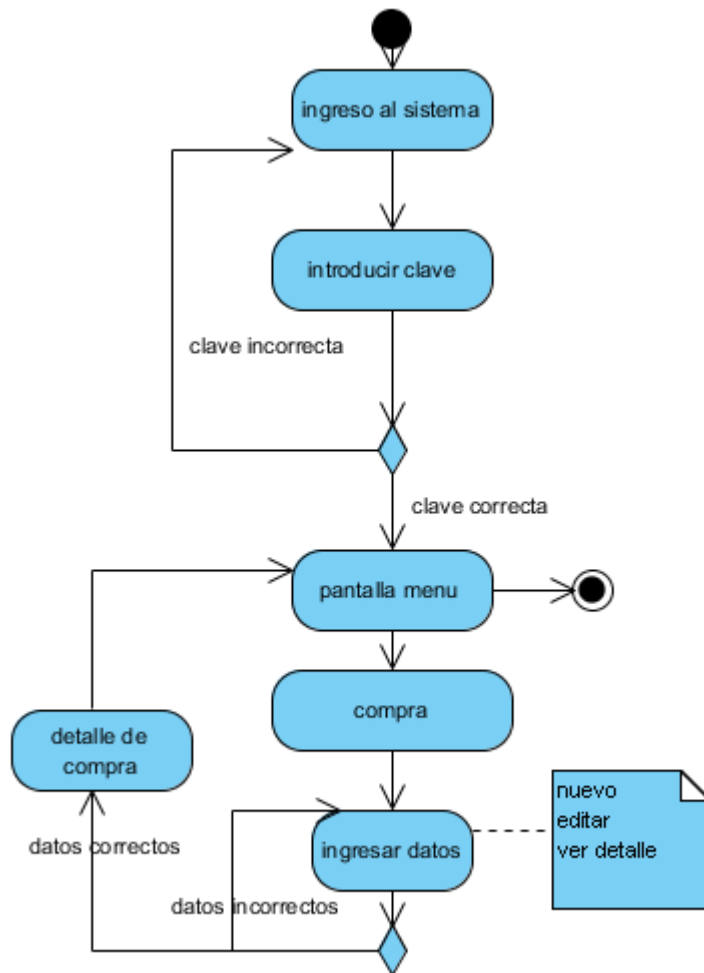 ingreso al sistema
introducir clave
clave incorrecta
clave correcta
pantalla menu
compra
detalle de
compra
nuevo
editar
ver detalle
datos correctos
ingresar datos
datos incorrectos